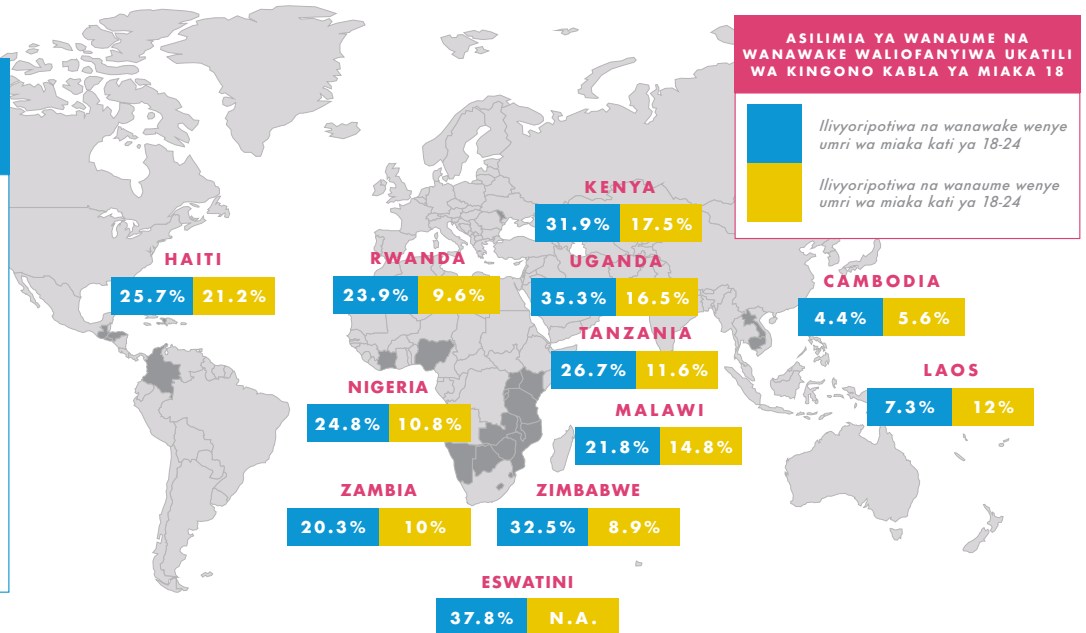 ASILIMIA YA WANAUME NA
WANAWAKE WALIOFANYIWA UKATILI
WA KINGONO KABLA YA MIAKA 18
Ilivyoripotiwa na wanawake wenye
umri wa miaka kati ya 18-24
Ilivyoripotiwa na wanaume wenye
umri wa miaka kati ya 18-24
KENYA
31.9% 17.5%
HAITI
25.7% 21.2%
RWANDA
23.9% 9.6%
UGANDA
35.3% 16.5%
CAMBODIA
4.4% 5.6%
TANZANIA
26.7% 11.6%
LAOS
7.3% 12%
NIGERIA
24.8% 10.8%
MALAWI
21.8% 14.8%
ZAMBIA
20.3% 10%
ZIMBABWE
32.5% 8.9%
ESWATINI
37.8% N.A.